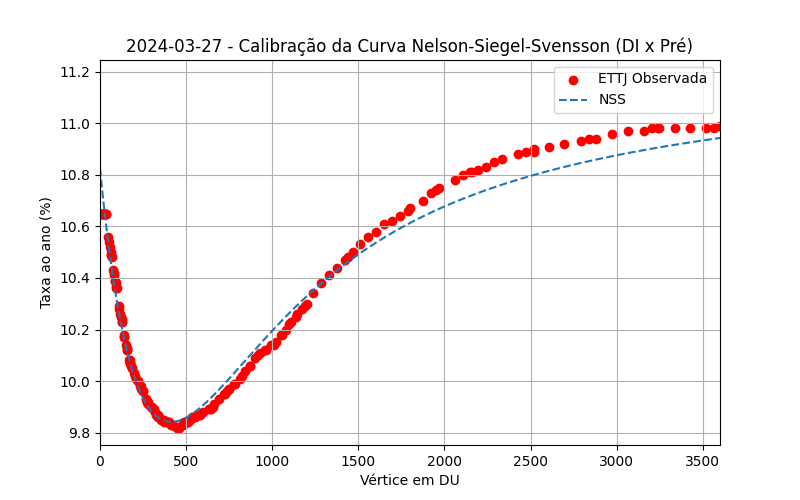 2024-03-27 - Calibração da Curva Nelson-Siegel-Svensson (DI x Pré)
ETTJ Observada
NSS
Taxa ao ano (%)
11.2
11.0
10.8
10.6
10.4
10.2
10.0
9.8
0 500 1000 1500 2000 2500 3000 3500
Vértice em DU